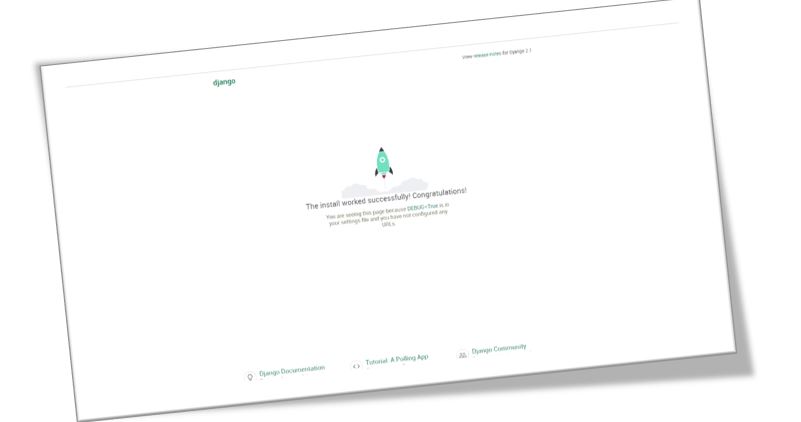 django
View release notes for Django 2.1
The install worked successfully! Congratulations!
You are seeing this page because DEBUG=True is in
your settings file and you have not configured any
URLs.
Django Documentation
Tutorial: A Polling App
Django Community